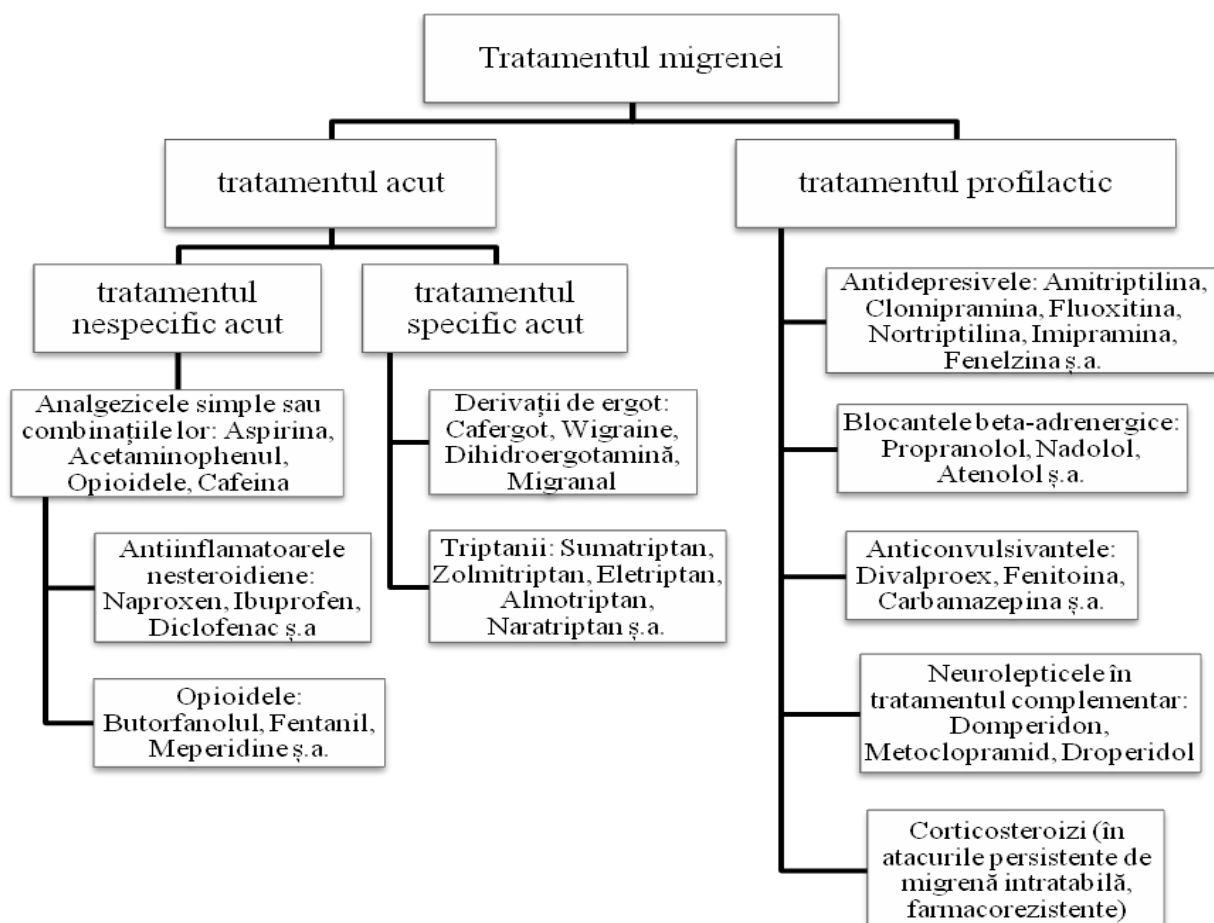 Tratamentul migrenei
tratamentul acut
tratamentul profilactic
tratamentul
nespecific acut
tratamentul
specific acut
Analgezicele simple sau
combinațiile lor: Aspirina,
Acetaminophenul,
Opioidele, Cafeina
Antiinflamatoarele
nesteroidiene:
Naproxen, Ibuprofen,
Diclofenac ș.a
Opioidele:
Butorfanolul, Fentanil,
Meperidine ș.a.
Derivații de ergot:
Cafergot, Wigraine,
Dihidroergotamină,
Migranal
Triptanii: Sumatriptan,
Zolmitriptan, Eletriptan,
Almotriptan,
Naratriptan ș.a.
Antidepresivele: Amitriptilina,
Clomipramina, Fluoxitina,
Nortriptilina, Imipramina,
Fenelzina ș.a.
Blocantele beta-adrenergice:
Propranolol, Nadolol,
Atenolol ș.a.
Anticonvulsivantele:
Divalproex, Fenitoina,
Carbamazepina ș.a.
Neurolepticele în
tratamentul complementar:
Domperidon,
Metoclopramid, Droperidol
Corticosteroizi (în
atacurile persistente de
migrenă intratabilă,
farmacorezistente)